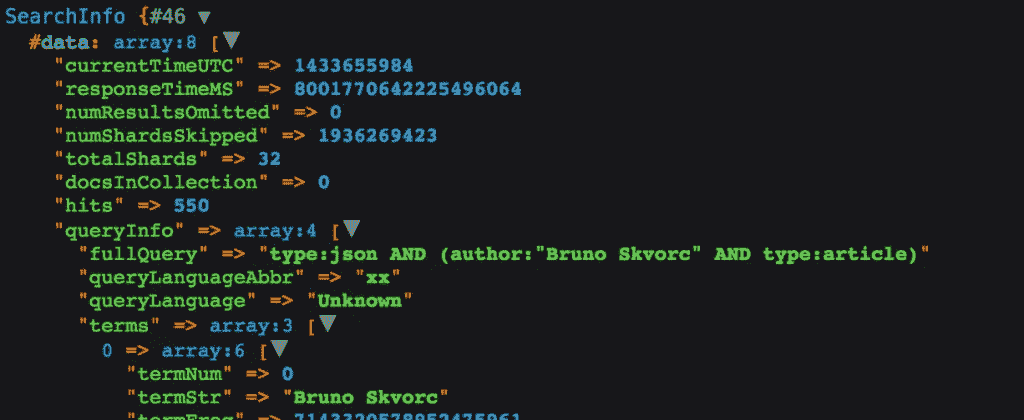 SearchInfo {#46 ▼
#data: array:8 [▼
"currentTimeUTC" => 1433655984
"responseTimeMS" => 8001770642225496064
"numResultsOmitted" => 0
"numShardsSkipped" => 1936269423
"totalShards" => 32
"docsInCollection" => 0
"hits" => 550
"queryInfo" => array:4 [▼
"fullQuery" => "type:json AND (author:"Bruno Skvorc" AND type:article)"
"queryLanguageAbbr" => "xx"
"queryLanguage" => "Unknown"
"terms" => array:3 [▼
0 => array:6 [▼
"termNum" => 0
"termStr" => "Bruno Skvorc"
"termFreq" => 7143320578952475961